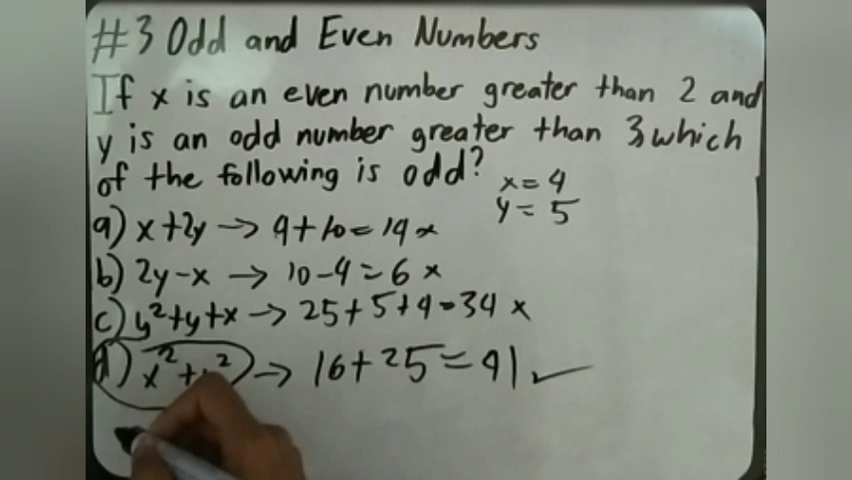 #3 Odd and Even Numbers
If x is an even number greater than 2 and
y is an odd number greater than 3, which
of the following is odd?
x = 4
y = 5
a) x+2y → 4+10=14 x
b) 2y-x → 10-4=6 x
c) y²+y+x → 25+5+4=34 x
d) x²+y² → 16+25=41 ✓